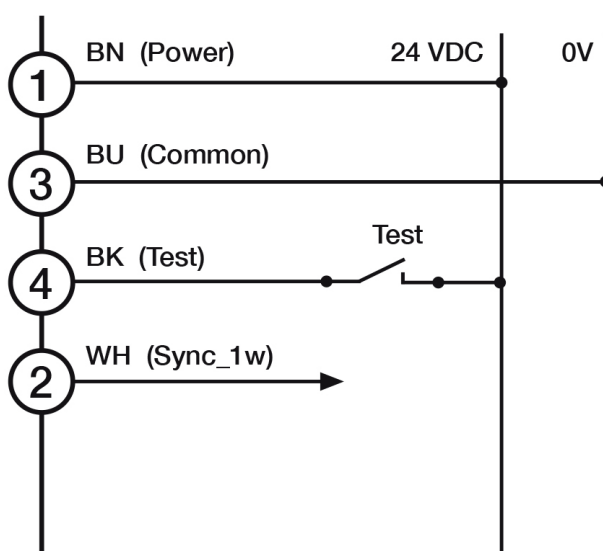 BN (Power) 24 VDC 0V
1
BU (Common)
3
Test
BK (Test)
4
WH (Sync_1w)
2